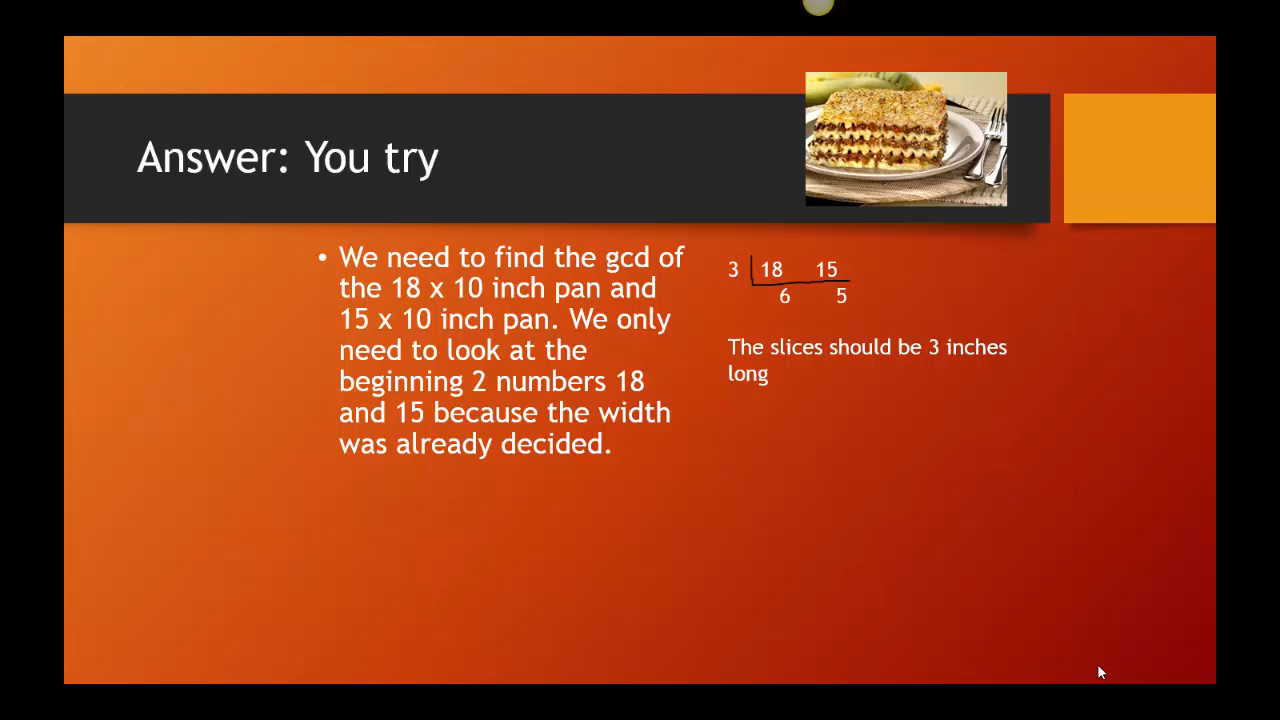 Answer: You try
• We need to find the gcd of
the 18 x 10 inch pan and
15 x 10 inch pan. We only
need to look at the
beginning 2 numbers 18
and 15 because the width
was already decided.
3 18 15
6 5
The slices should be 3 inches
long